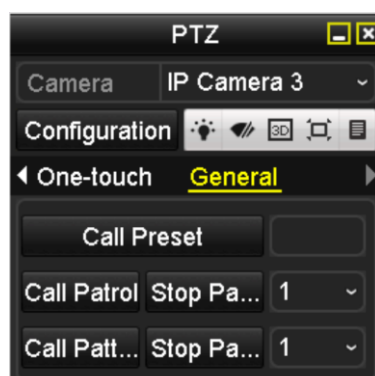 PTZ
Camera IP Camera 3
Configuration 3D
One-touch General
Call Preset
Call Patrol Stop Pa... 1
Call Patt... Stop Pa... 1